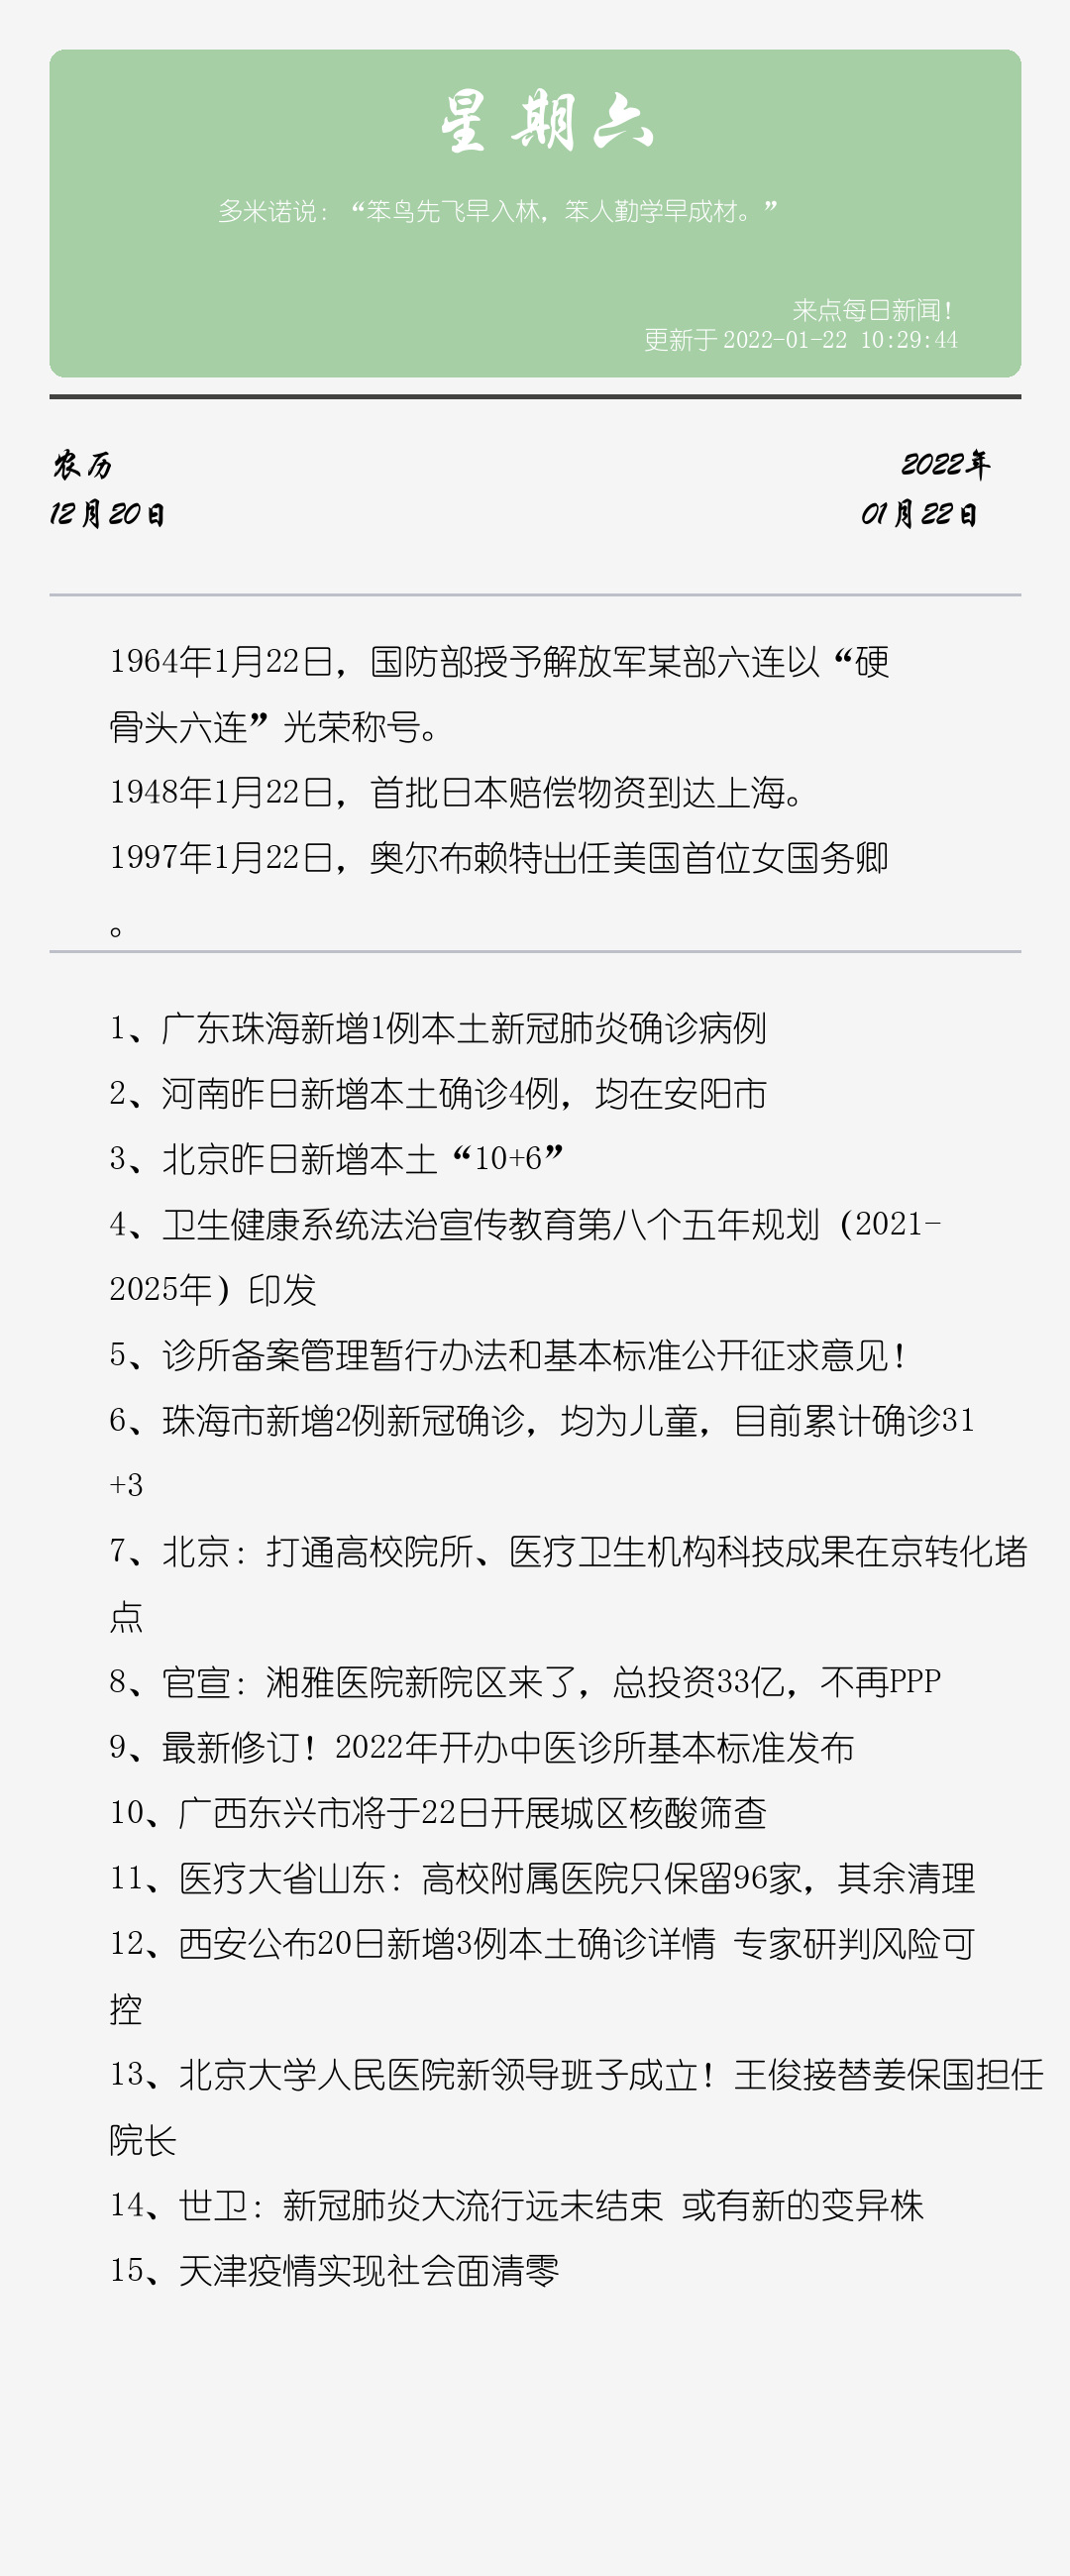 星期六
多米诺说：“笨鸟先飞早入林，笨人勤学早成材。”
来点每日新闻！
更新于 2022-01-22 10:29:44
农历
2022年
12月20日
01月22日
1964年1月22日，国防部授予解放军某部六连以“硬
骨头六连”光荣称号。
1948年1月22日，首批日本赔偿物资到达上海。
1997年1月22日，奥尔布赖特出任美国首位女国务卿
。
1、广东珠海新增1例本土新冠肺炎确诊病例
2、河南昨日新增本土确诊4例，均在安阳市
3、北京昨日新增本土“10+6”
4、卫生健康系统法治宣传教育第八个五年规划（2021-
2025年）印发
5、诊所备案管理暂行办法和基本标准公开征求意见！
6、珠海市新增2例新冠确诊，均为儿童，目前累计确诊31
+3
7、北京：打通高校院所、医疗卫生机构科技成果在京转化堵
点
8、官宣：湘雅医院新院区来了，总投资33亿，不再PPP
9、最新修订！2022年开办中医诊所基本标准发布
10、广西东兴市将于22日开展城区核酸筛查
11、医疗大省山东：高校附属医院只保留96家，其余清理
12、西安公布20日新增3例本土确诊详情 专家研判风险可
控
13、北京大学人民医院新领导班子成立！王俊接替姜保国担任
院长
14、世卫：新冠肺炎大流行远未结束 或有新的变异株
15、天津疫情实现社会面清零